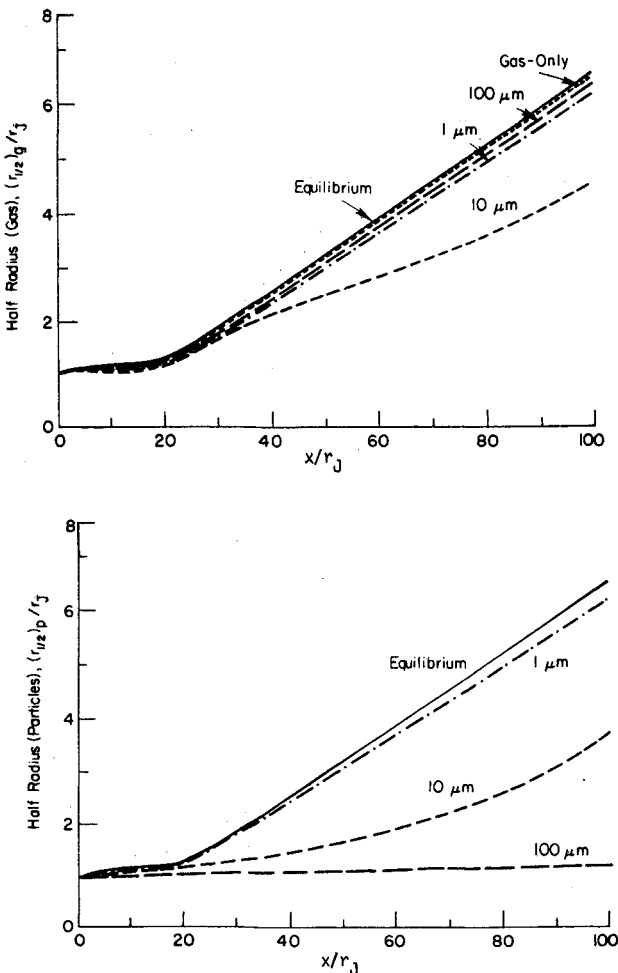 8
6
4
2
0
Half Radius (Gas), (r1/2)g/rj
Gas-Only
100 μm
1 μm
Equilibrium
10 μm
0 20 40 60 80 100
x/rJ
8
6
4
2
0
Half Radius (Particles), (r1/2)p/rJ
Equilibrium
1 μm
10 μm
100 μm
0 20 40 60 80 100
x/rJ